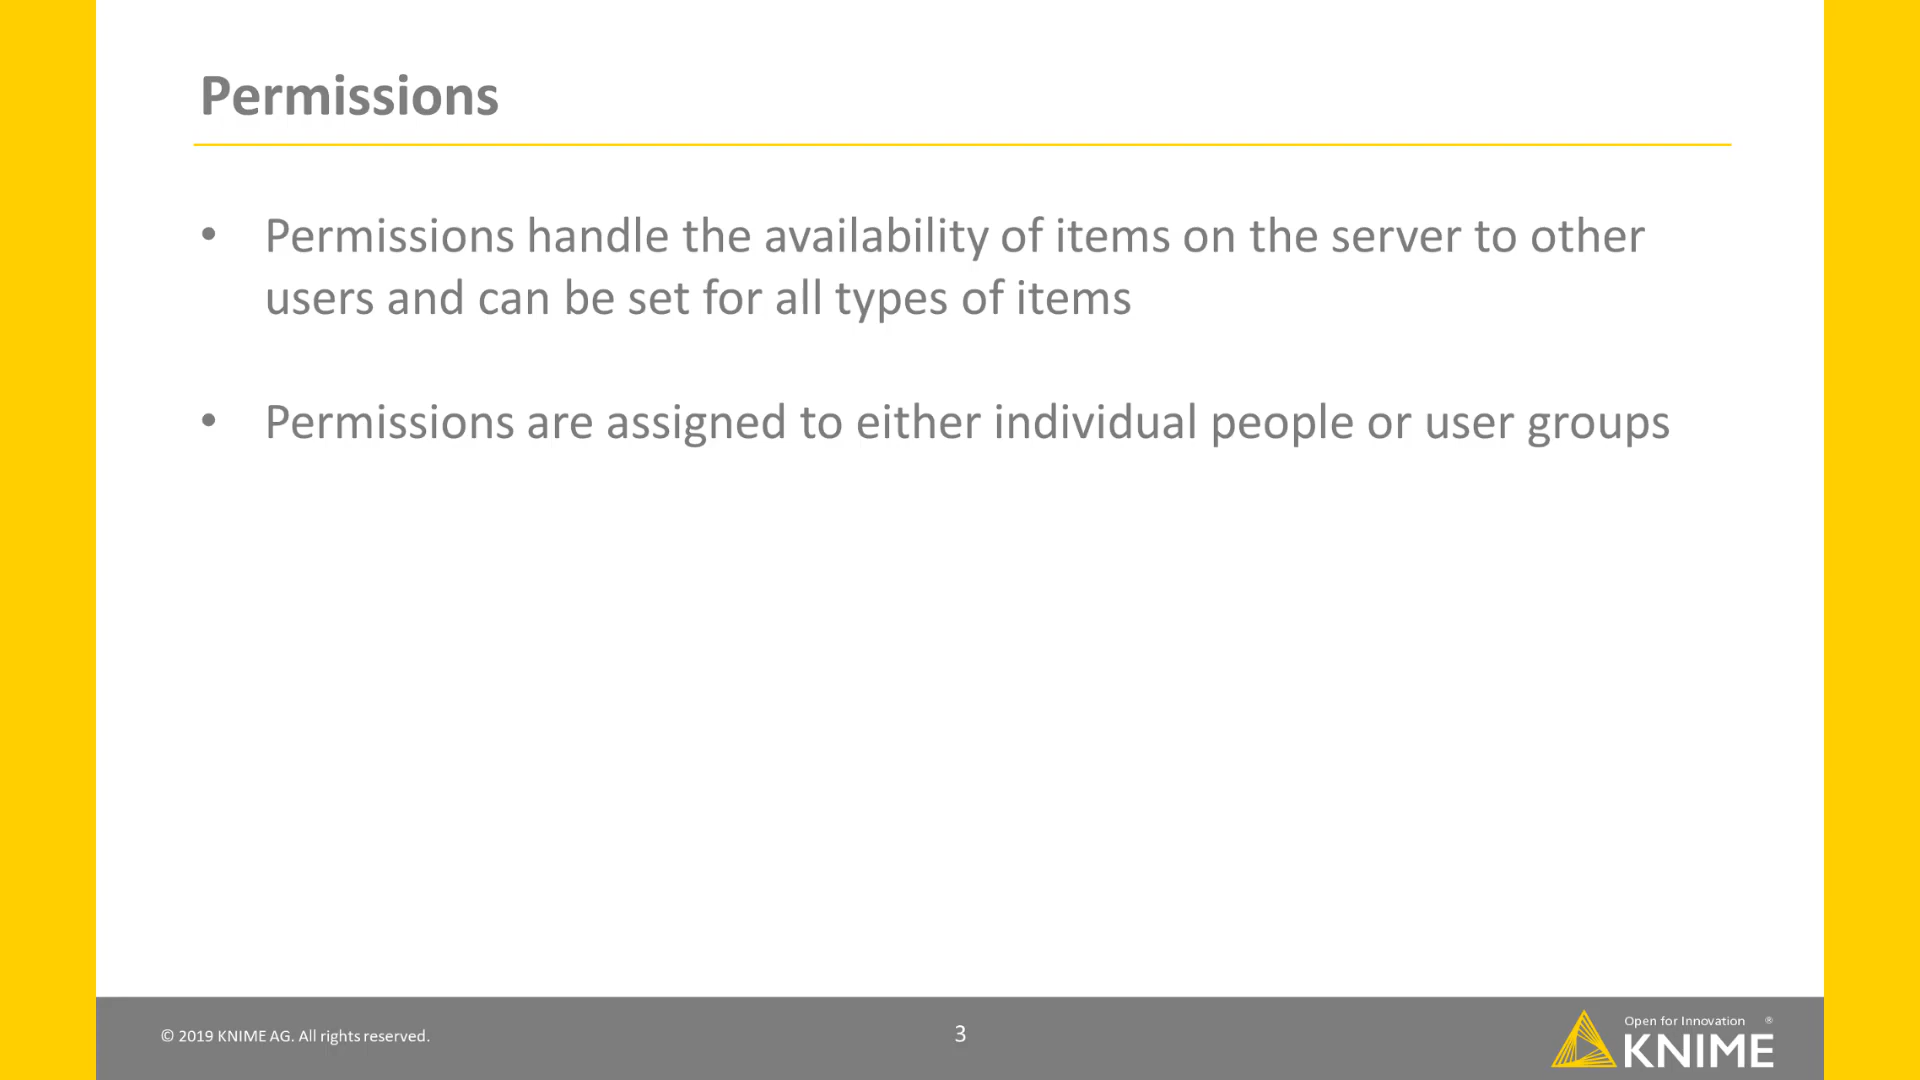 Permissions
• Permissions handle the availability of items on the server to other
users and can be set for all types of items
• Permissions are assigned to either individual people or user groups
© 2019 KNIME AG. All rights reserved.
3
Open for Innovation ®
KNIME